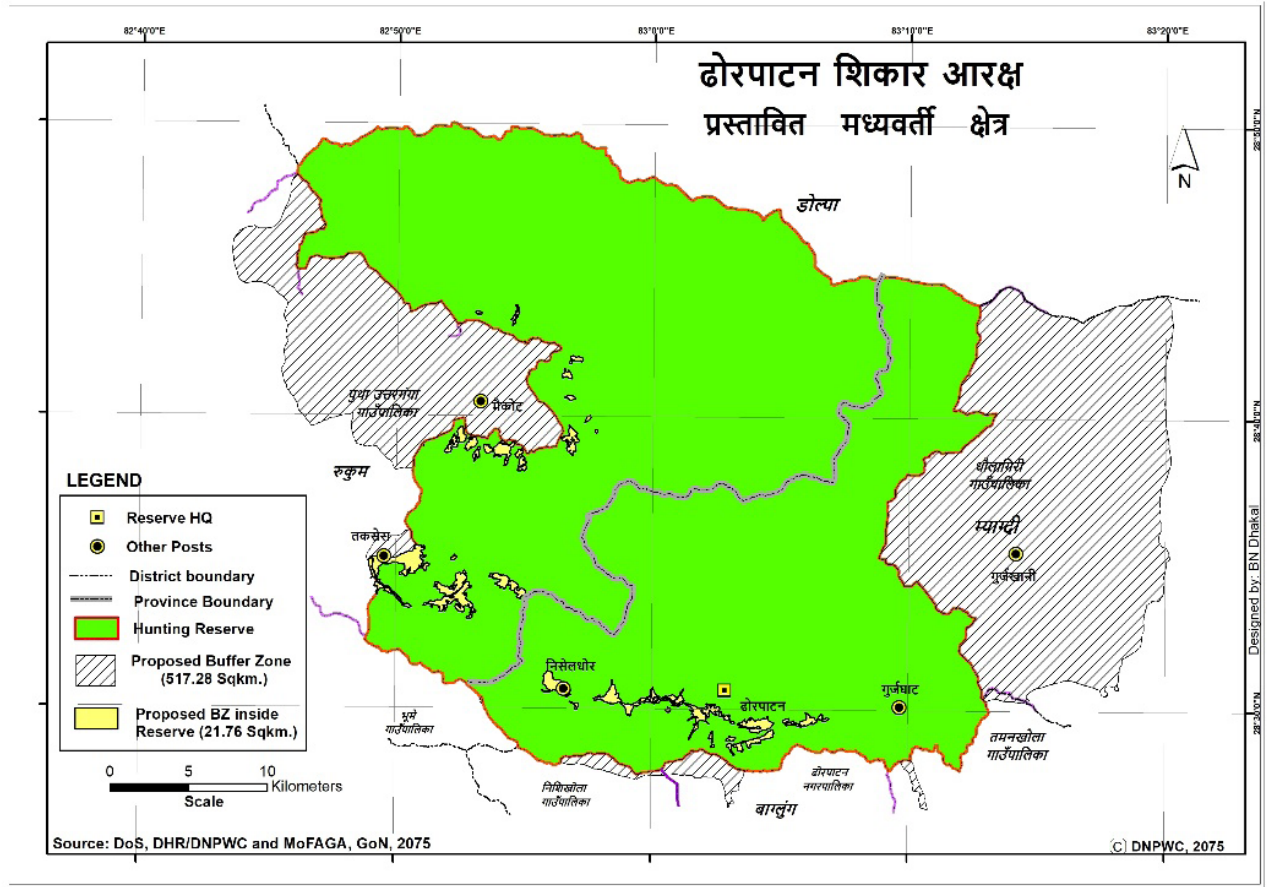 82°40'0"E
82°50'0"E
83°0'0"E
83°10'0"E
83°20'0"E
ढोरपाटन शिकार आरक्ष
प्रस्तावित मध्यवर्ती क्षेत्र
28°50'0"N
N
डोल्पा
पुथा उत्तरगंगा
गाउँपालिका
मैकोट
28°40'0"N
रुकुम
धौलागिरी
गाउँपालिका
म्याग्दी
गुर्जाखानी
तकसेरा
LEGEND
Reserve HQ
Other Posts
District boundary
Province Boundary
Hunting Reserve
Proposed Buffer Zone
(517.28 Sqkm.)
Proposed BZ inside
Reserve (21.76 Sqkm.)
निसेलढोर
ढोरपाटन
गुर्जाघाट
28°30'0"N
भूमे
गाउँपालिका
तमनखोला
गाउँपालिका
निशिखोला
गाउँपालिका
ढोरपाटन
नगरपालिका
बाग्लुंग
0 5 10
Kilometers
Scale
Designed by: BN Dhakal
Source: DoS, DHR/DNPWC and MoFAGA, GoN, 2075
(C) DNPWC, 2075